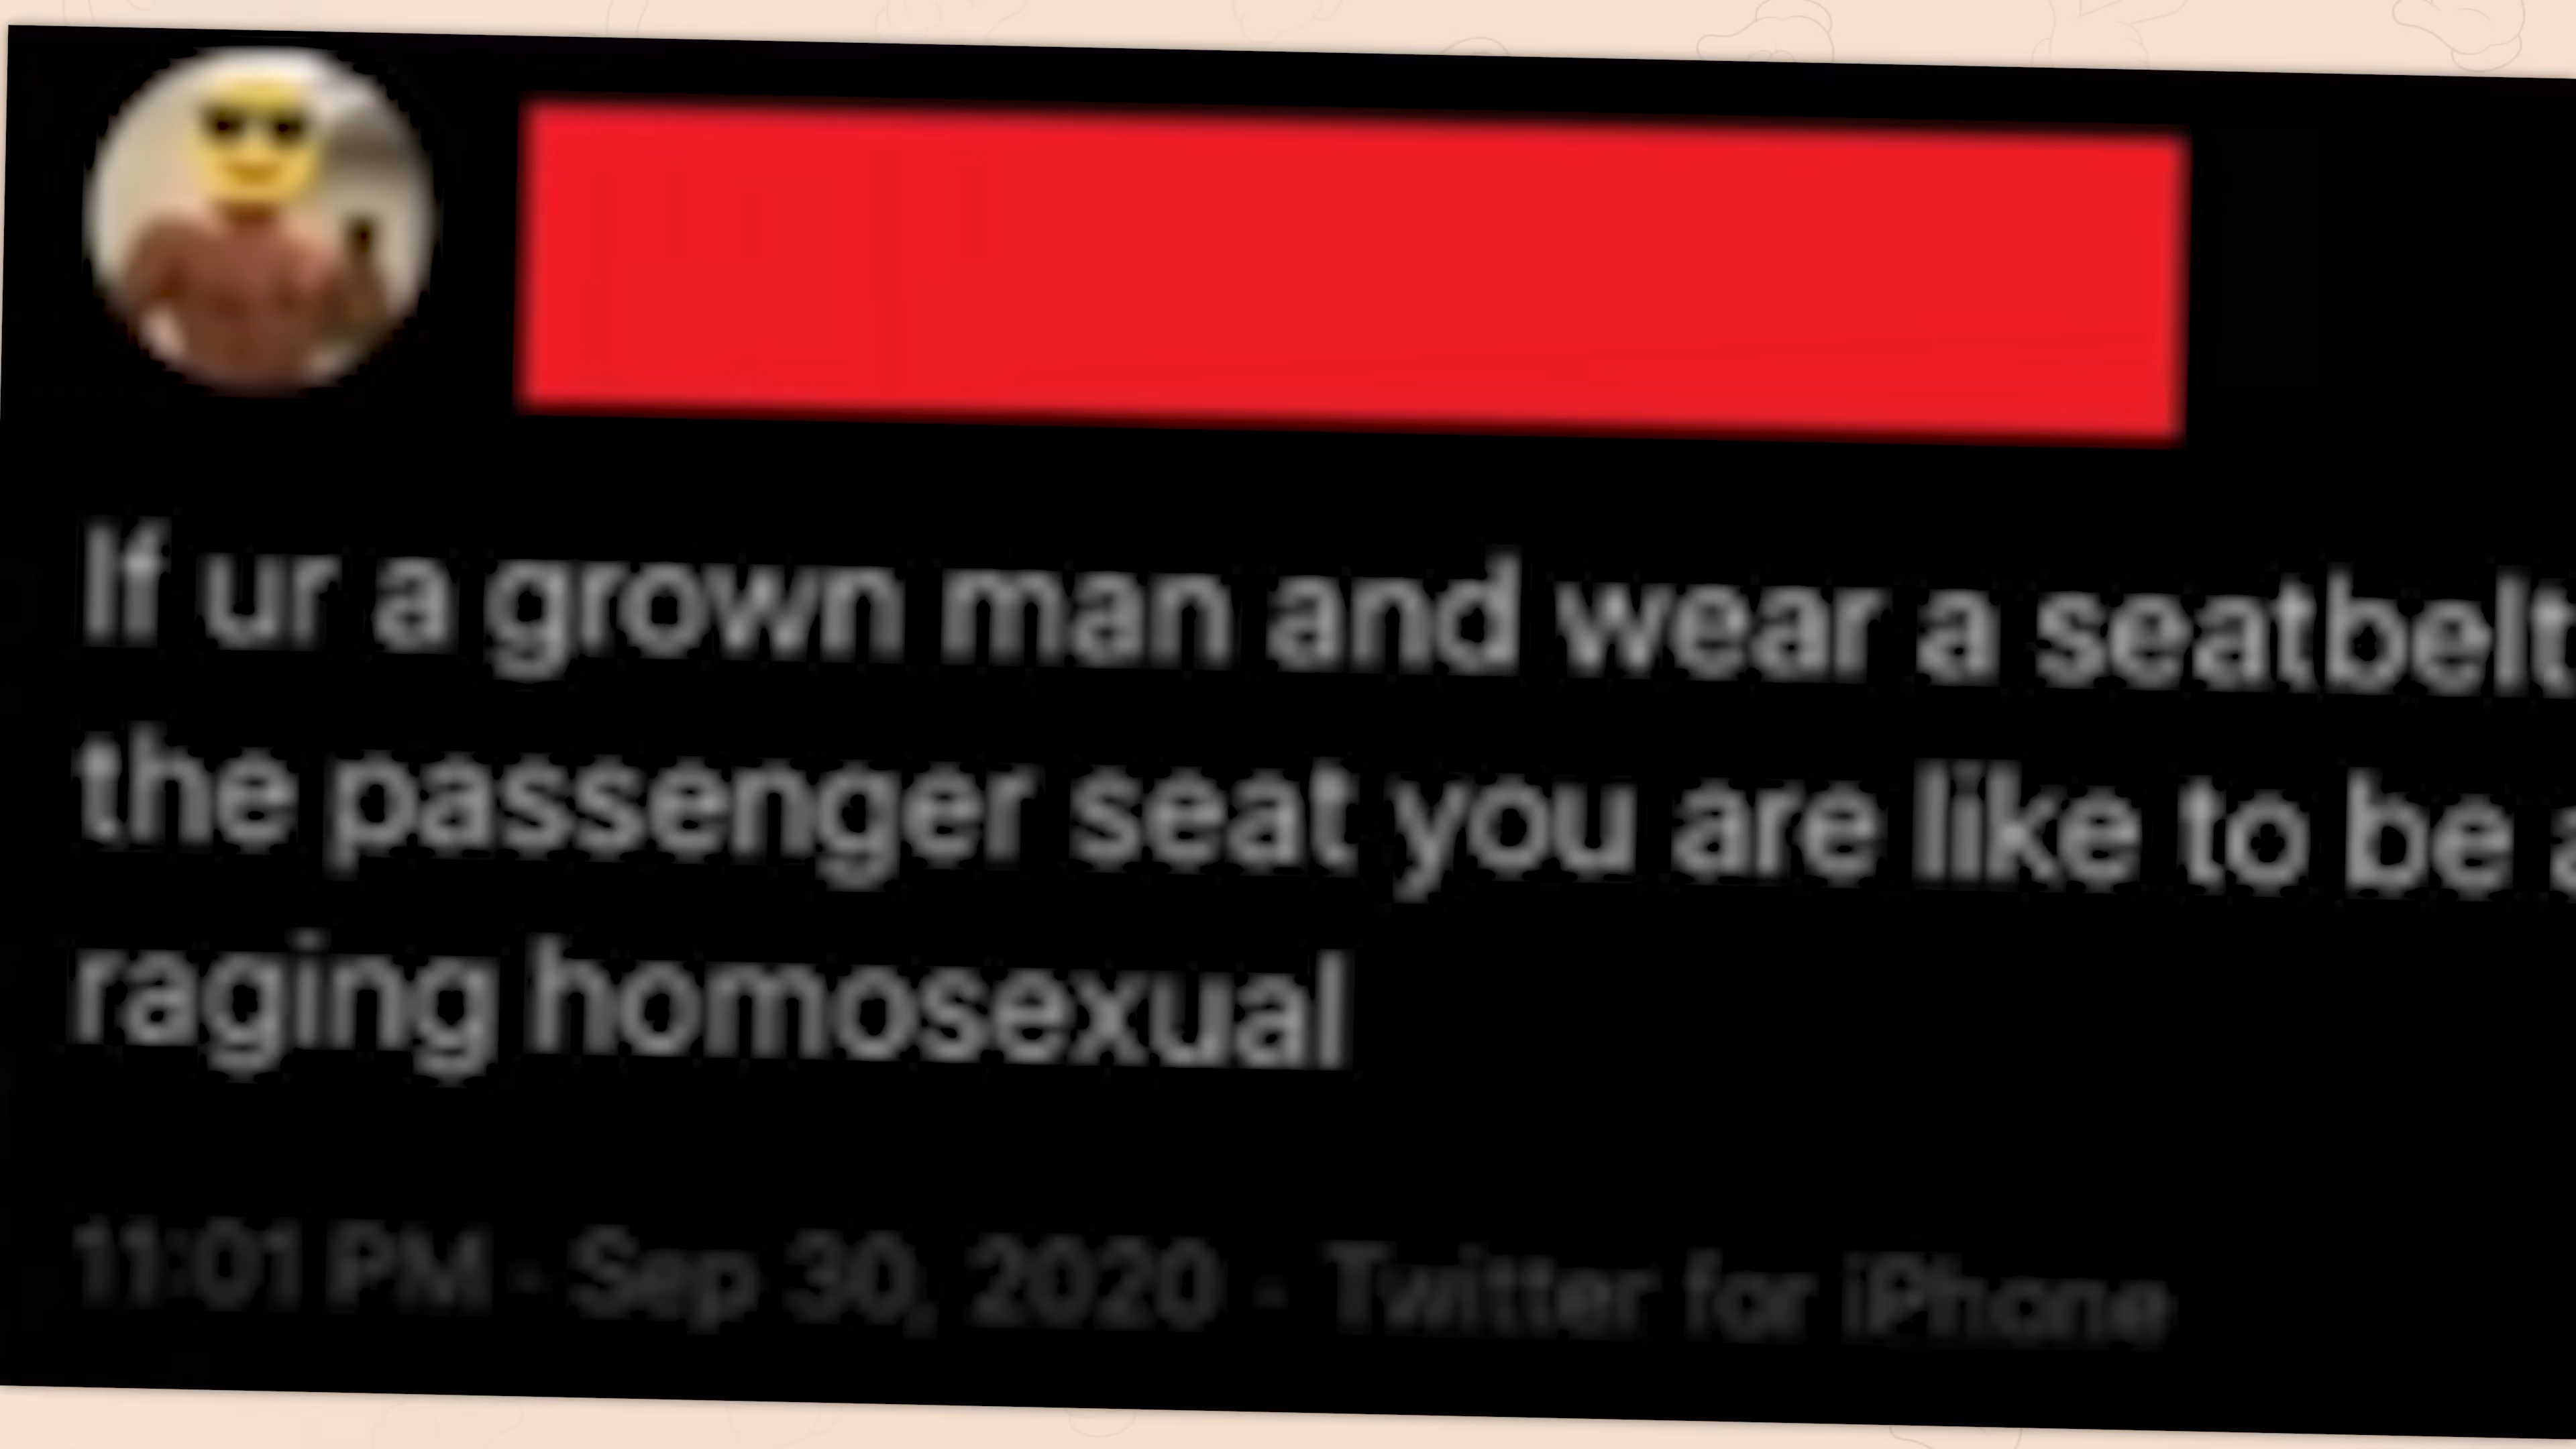 If ur a grown man and wear a seatbelt
the passenger seat you are like to be a
raging homosexual
11:01 PM · Sep 30, 2020 · Twitter for iPhone